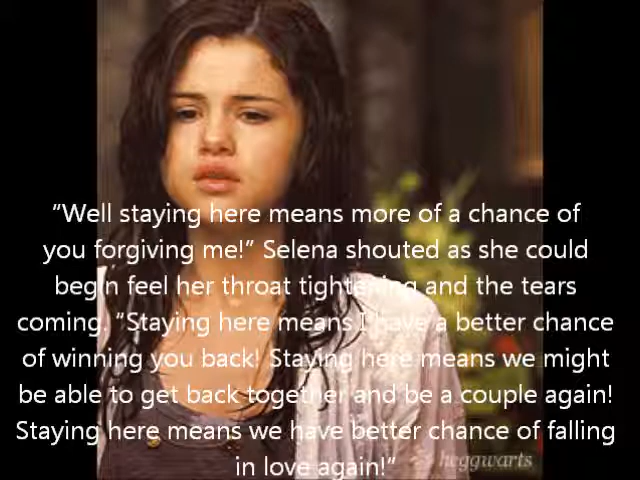 “Well staying here means more of a chance of
you forgiving me!” Selena shouted as she could
begin feel her throat tightening and the tears
coming. “Staying here means I have a better chance
of winning you back! Staying here means we might
be able to get back together and be a couple again!
Staying here means we have better chance of falling
in love again!”
heggwarts